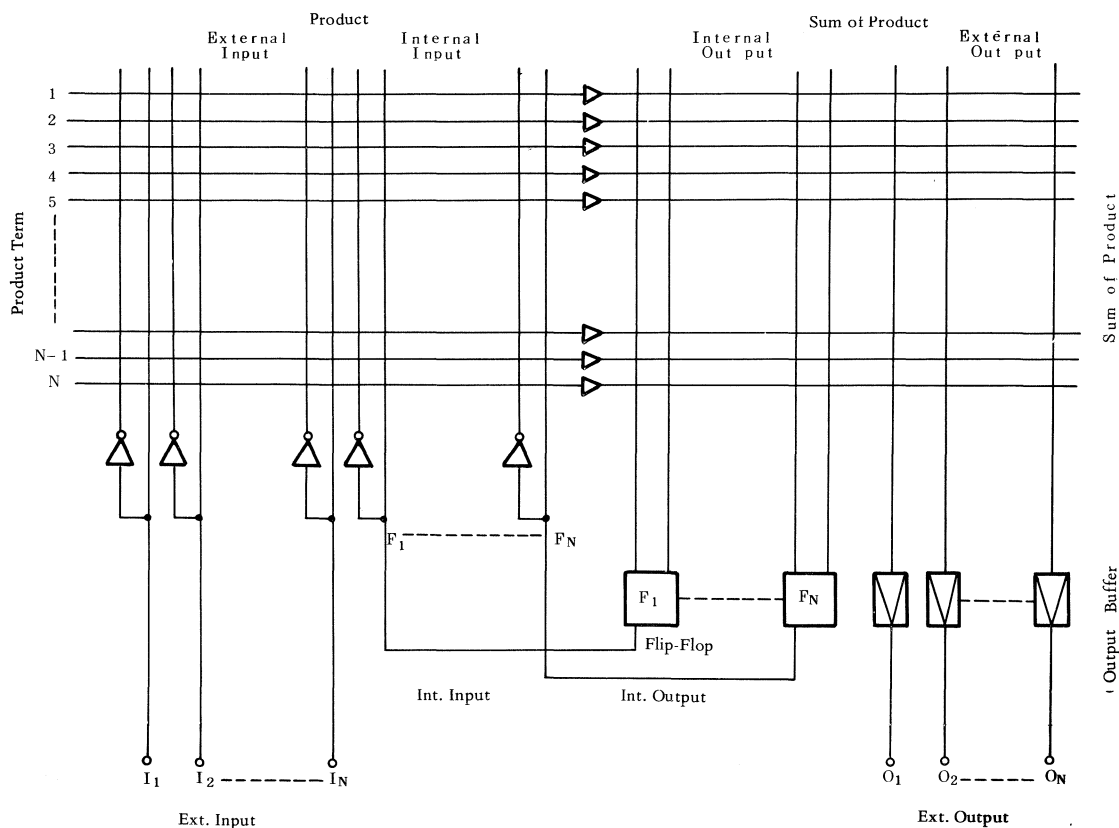 Product
Sum of Product
External
Input
Internal
Input
Internal
Out put
External
Out put
1
2
3
4
5
N-1
N
Product Term
Sum of Product
F1
FN
F1
FN
Flip-Flop
Output Buffer
Int. Input
Int. Output
I1
I2
IN
O1
O2
ON
Ext. Input
Ext. Output